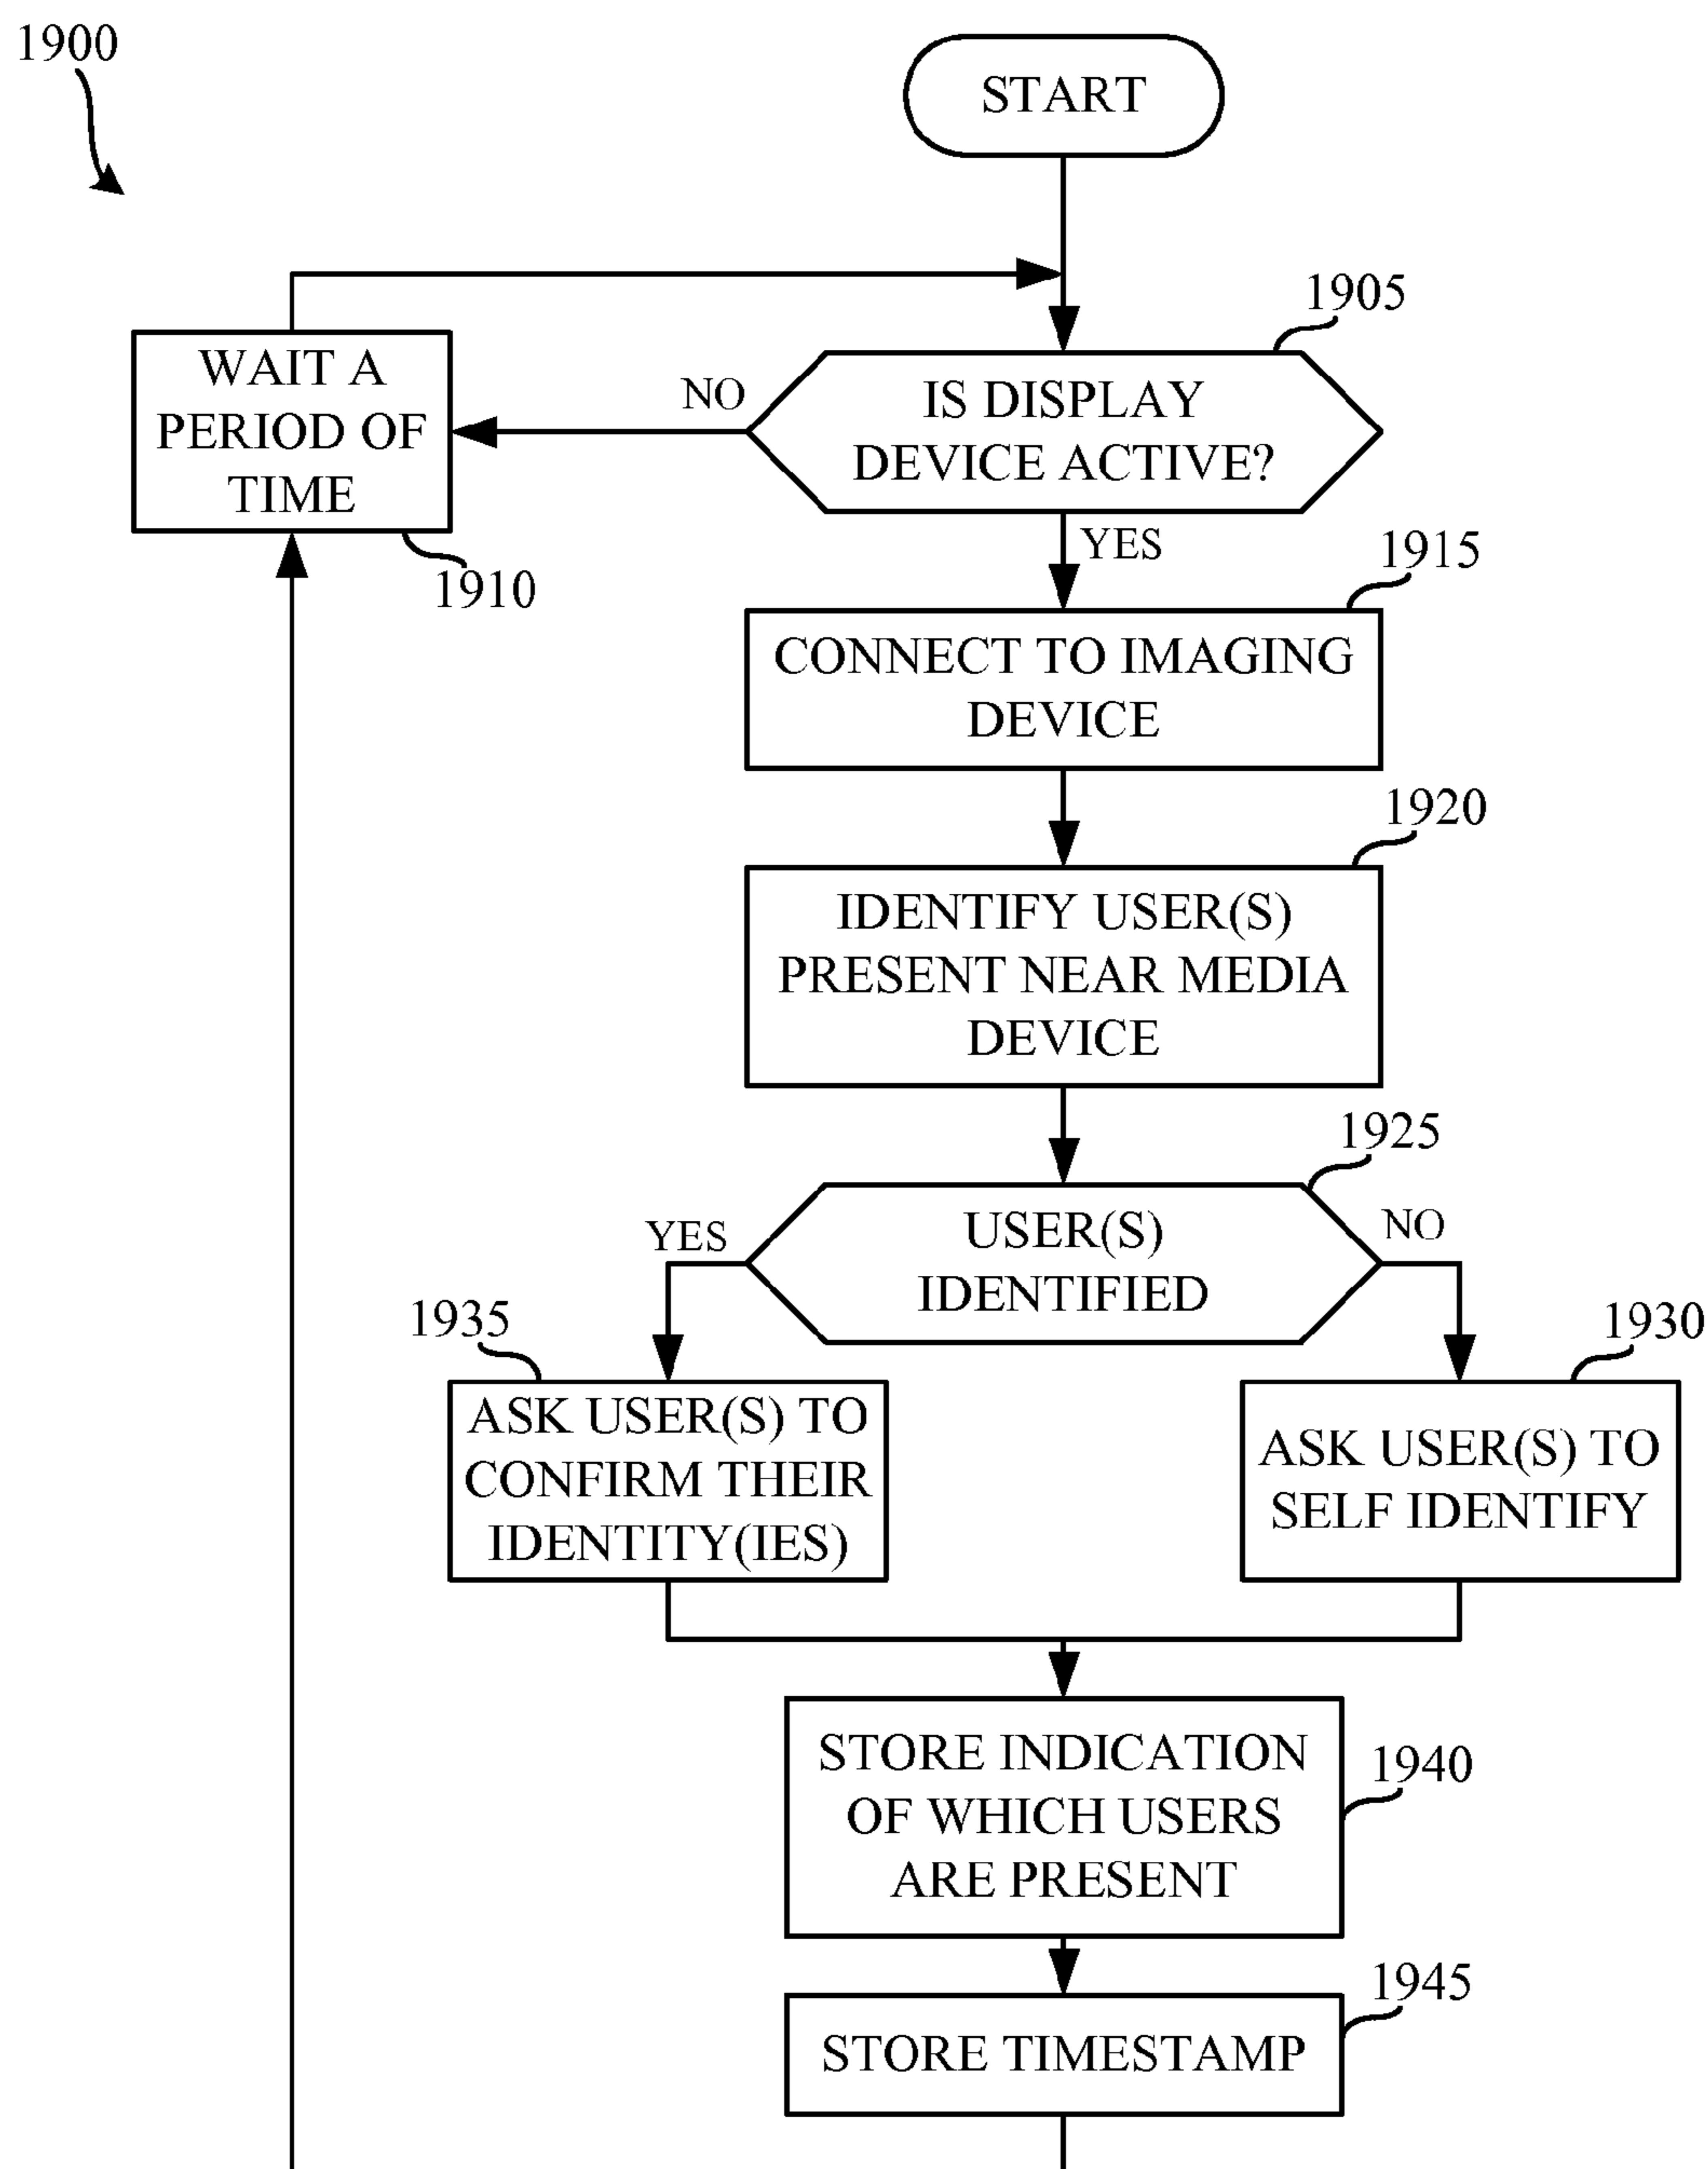 1900
START
1905
IS DISPLAY
DEVICE ACTIVE?
NO
WAIT A
PERIOD OF
TIME
1910
YES
1915
CONNECT TO IMAGING
DEVICE
1920
IDENTIFY USER(S)
PRESENT NEAR MEDIA
DEVICE
1925
USER(S)
IDENTIFIED
YES
NO
1935
ASK USER(S) TO
CONFIRM THEIR
IDENTITY(IES)
1930
ASK USER(S) TO
SELF IDENTIFY
STORE INDICATION
OF WHICH USERS
ARE PRESENT
1940
1945
STORE TIMESTAMP